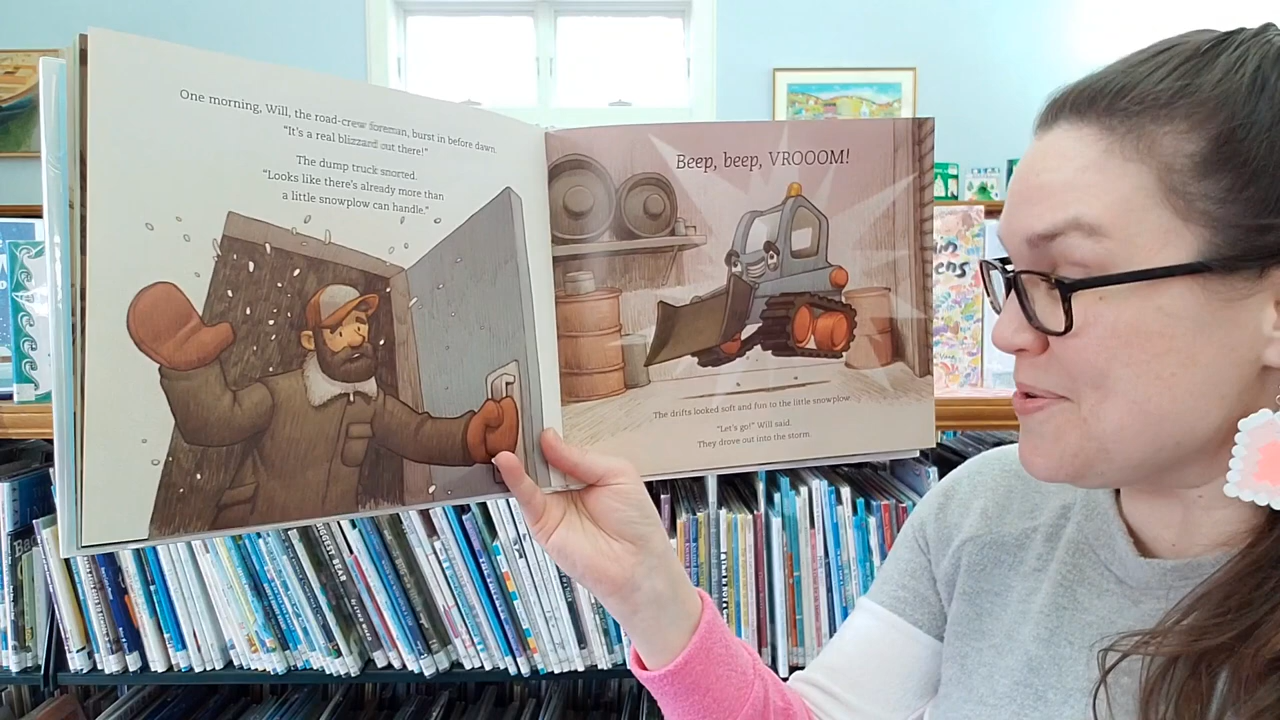 One morning, Will, the road-crew foreman, burst in before dawn.
"It's a real blizzard out there!"
The dump truck snorted.
"Looks like there's already more than
a little snowplow can handle."
Beep, beep, VROOOM!
The drifts looked soft and fun to the little snowplow.
"Let's go!" Will said.
They drove out into the storm.
BIGGEST BEAR